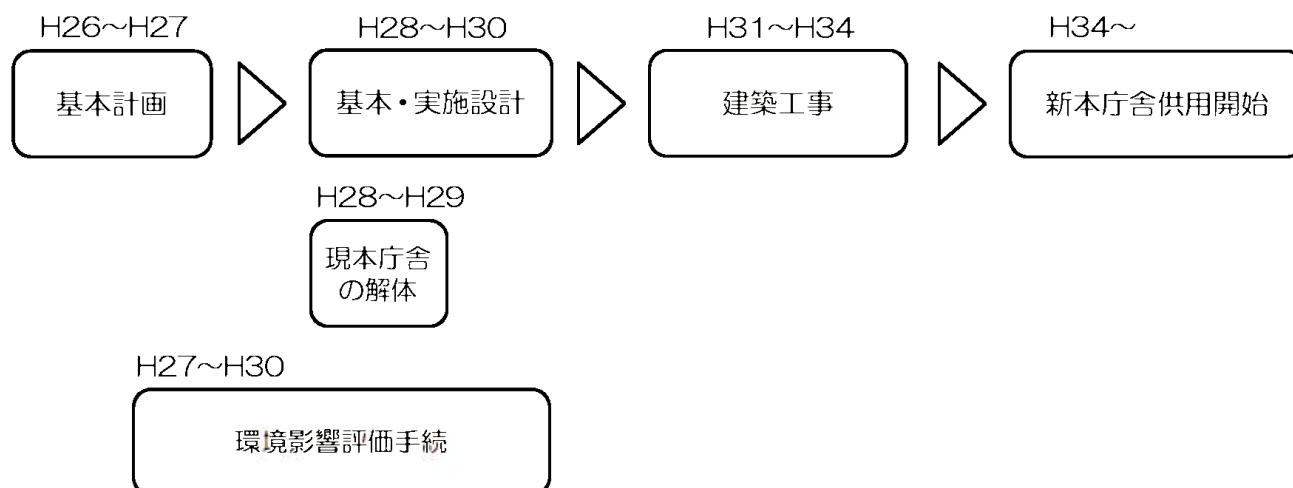 H26～H27
基本計画
H28～H30
基本・実施設計
H31～H34
建築工事
H34～
新本庁舎供用開始
H28～H29
現本庁舎
の解体
H27～H30
環境影響評価手続